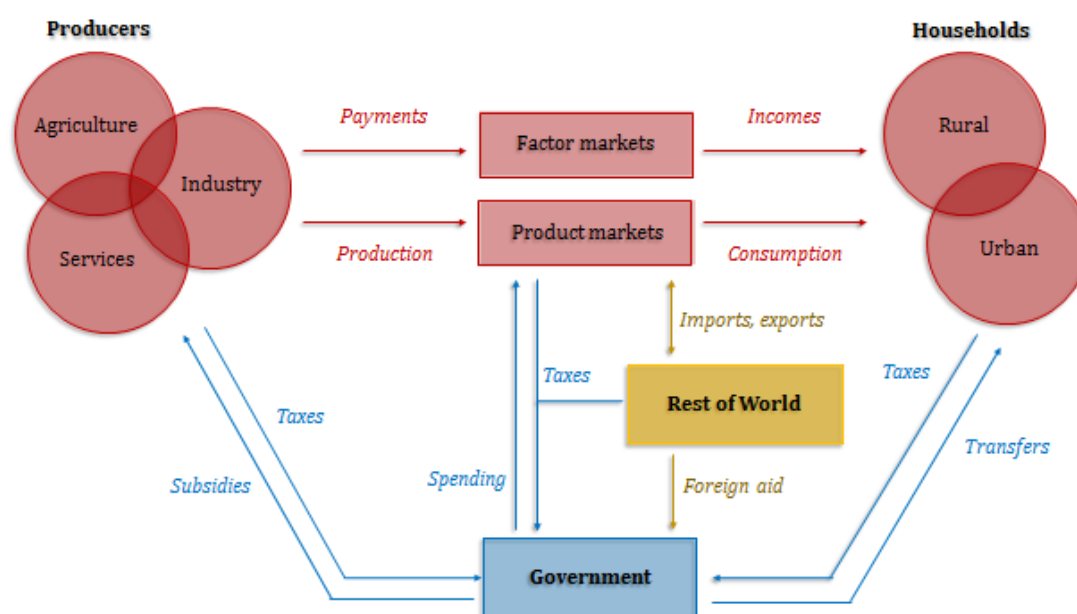 Producers
Households
Agriculture
Industry
Services
Payments
Factor markets
Incomes
Rural
Production
Product markets
Consumption
Urban
Imports, exports
Taxes
Rest of World
Taxes
Taxes
Transfers
Subsidies
Spending
Foreign aid
Government